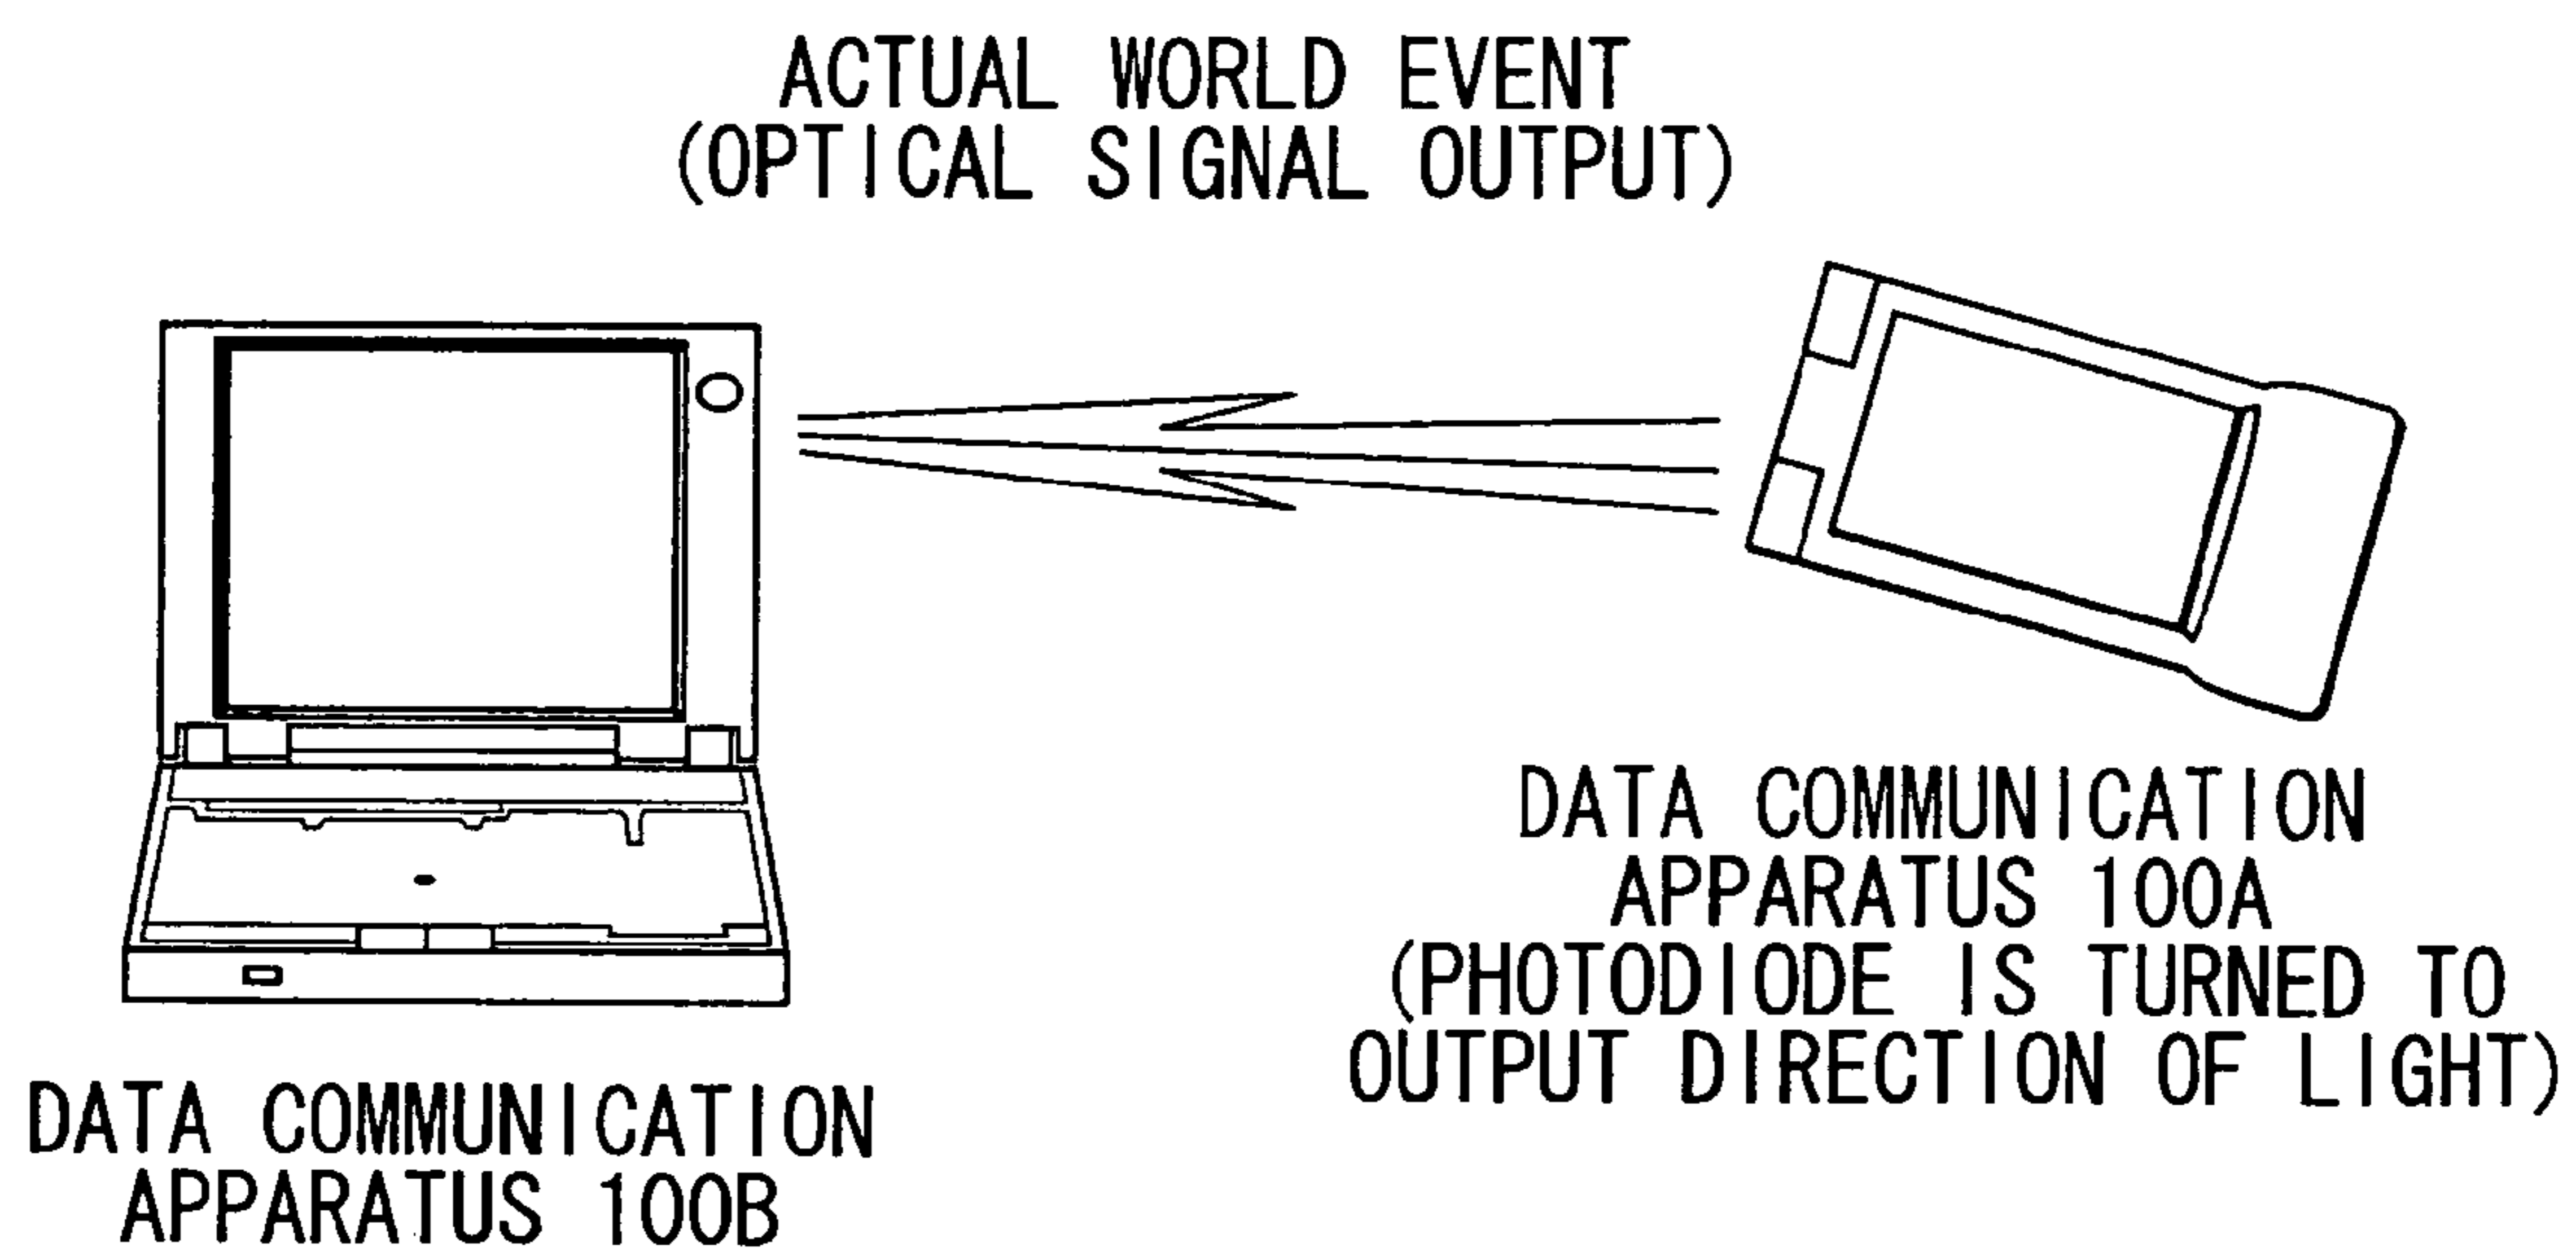 ACTUAL WORLD EVENT
(OPTICAL SIGNAL OUTPUT)
DATA COMMUNICATION
APPARATUS 100A
(PHOTODIODE IS TURNED TO
OUTPUT DIRECTION OF LIGHT)
DATA COMMUNICATION
APPARATUS 100B